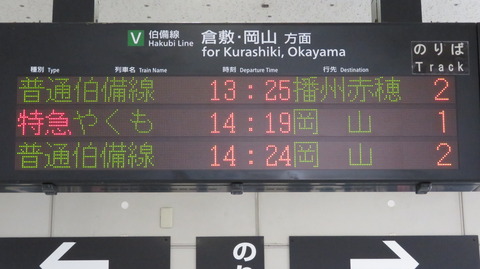 V 伯備線 倉敷・岡山 方面
Hakubi Line for Kurashiki, Okayama
のりば
Track
種別 Type 列車名 Train Name 時刻 Departure Time 行先 Destination
普通伯備線 13:25 播州赤穂 2
特急やくも 14:19 岡山 1
普通伯備線 14:24 岡山 2
のり